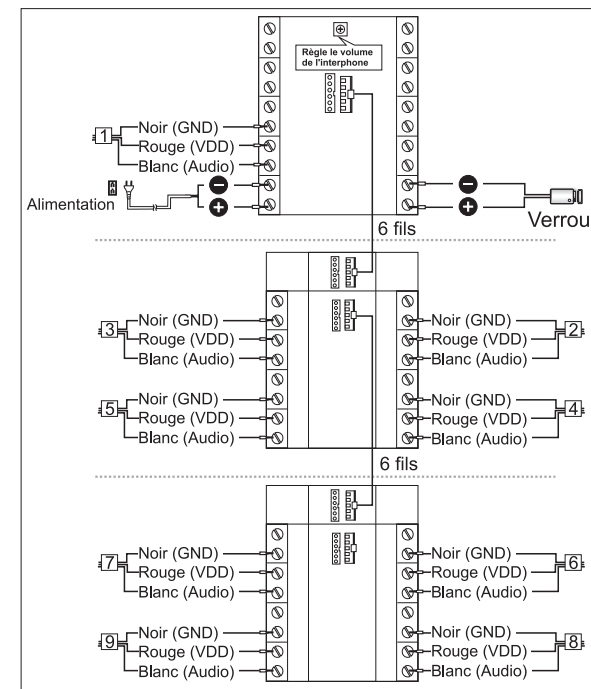 Règle le volume
de l'interphone
1
Noir (GND)
Rouge (VDD)
Blanc (Audio)
Alimentation
Verrou
6 fils
3
Noir (GND)
Rouge (VDD)
Blanc (Audio)
Noir (GND)
Rouge (VDD)
Blanc (Audio)
2
5
Noir (GND)
Rouge (VDD)
Blanc (Audio)
Noir (GND)
Rouge (VDD)
Blanc (Audio)
4
6 fils
7
Noir (GND)
Rouge (VDD)
Blanc (Audio)
Noir (GND)
Rouge (VDD)
Blanc (Audio)
6
9
Noir (GND)
Rouge (VDD)
Blanc (Audio)
Noir (GND)
Rouge (VDD)
Blanc (Audio)
8